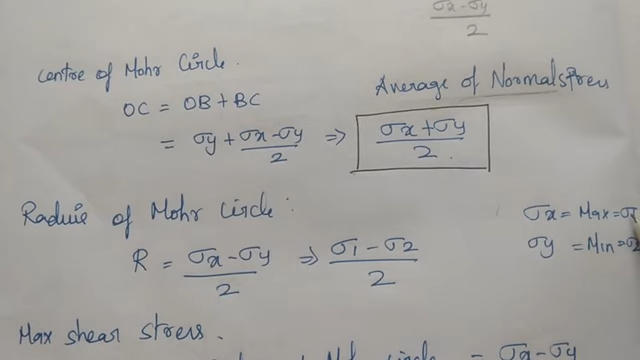 σx-σy / 2
Centre of Mohr Circle.
Average of Normal stress
OC = OB + BC
= σy + (σx-σy)/2 ⇒ (σx+σy)/2.
Radius of Mohr Circle:
σx = Max = σ1
R = (σx-σy)/2 ⇒ (σ1-σ2)/2
σy = Min = σ2
Max shear stress.
circle = σx-σy